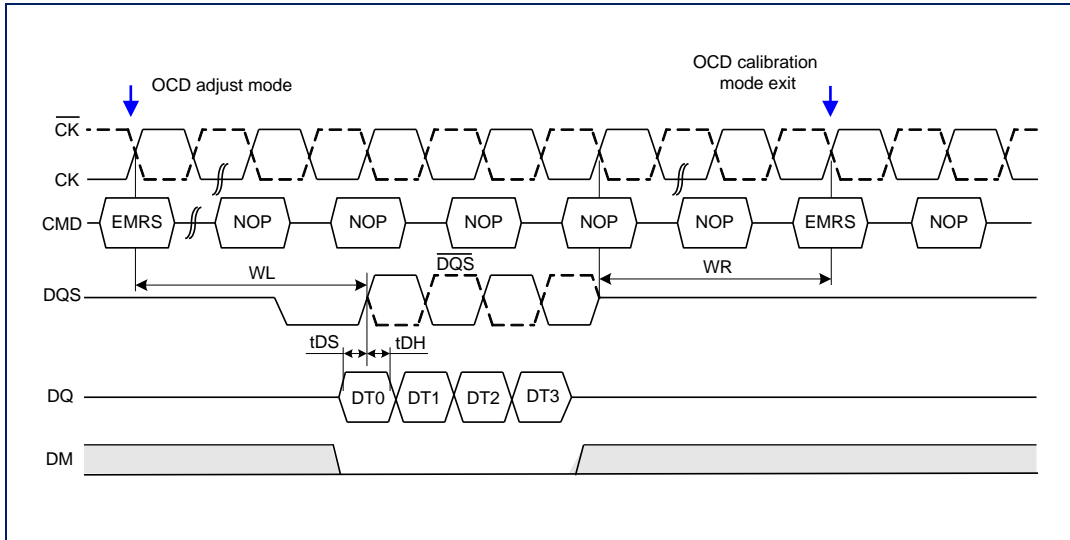 OCD adjust mode
OCD calibration
mode exit
CK
CK
CMD
EMRS
NOP
NOP
NOP
NOP
NOP
EMRS
NOP
WL
DQS
WR
DQS
tDS
tDH
DQ
DT0
DT1
DT2
DT3
DM